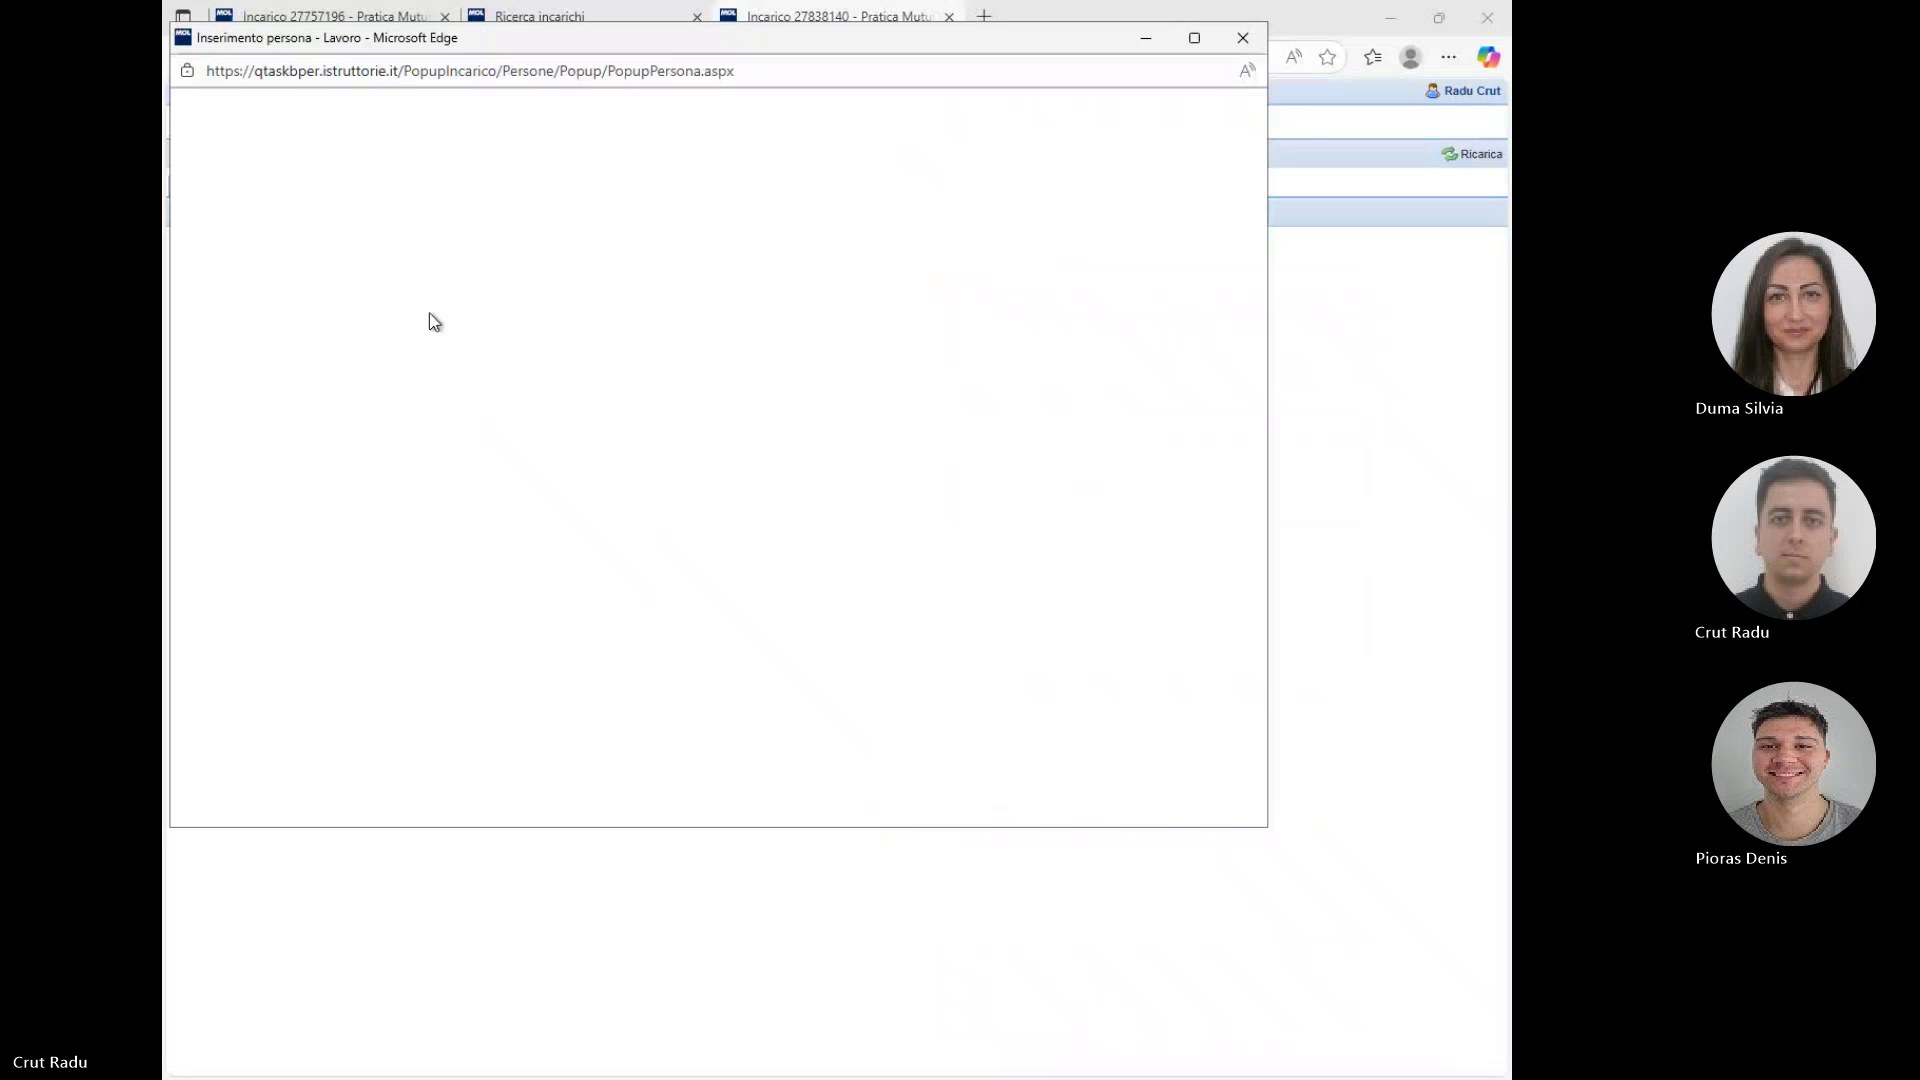 Incarico 27757196 - Pratica Mutu
Ricerca incarichi
Incarico 27838140 - Pratica Mutu
MOL Inserimento persona - Lavoro - Microsoft Edge
https://qtaskbper.istruttorie.it/PopupIncarico/Persone/Popup/PopupPersona.aspx
Radu Crut
Ricarica
Duma Silvia
Crut Radu
Pioras Denis
Crut Radu